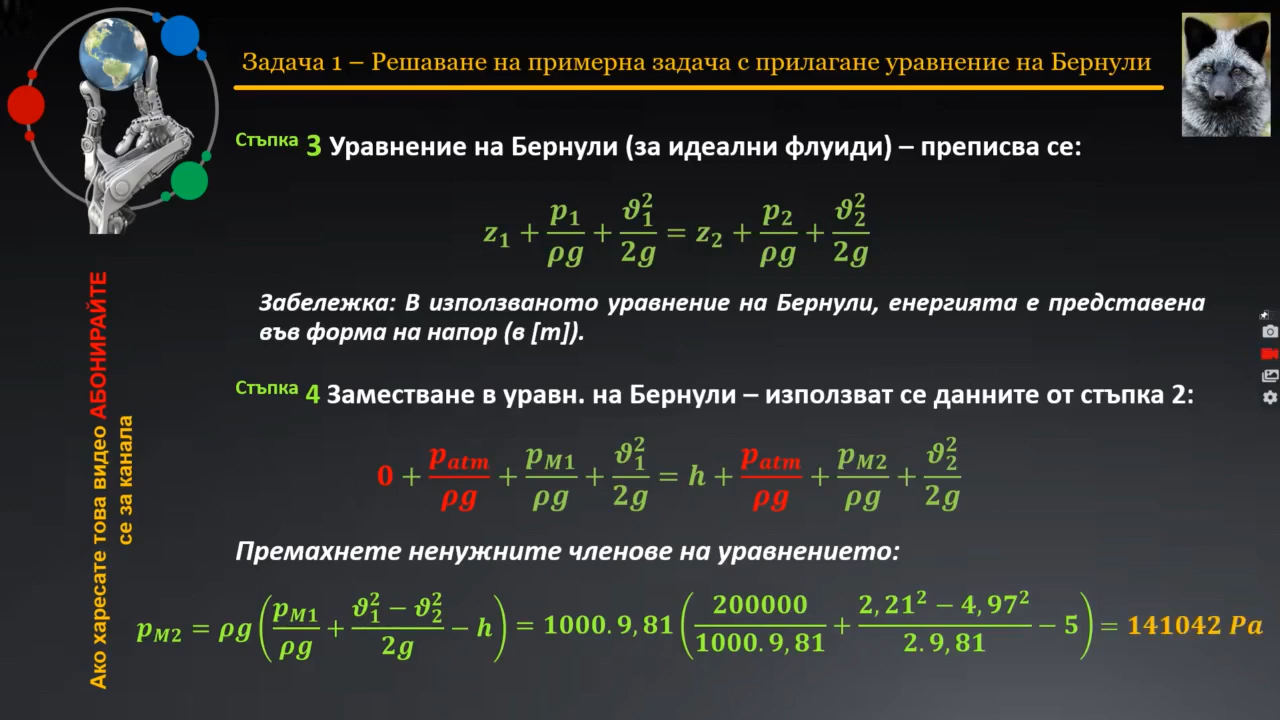 Задача 1 – Решаване на примерна задача с прилагане уравнение на Бернули
Стъпка 3 Уравнение на Бернули (за идеални флуиди) – преписва се:
z₁ + p₁/ρg + ϑ₁²/2g = z₂ + p₂/ρg + ϑ₂²/2g
Забележка: В използваното уравнение на Бернули, енергията е представена
във форма на напор (в [m]).
Стъпка 4 Заместване в уравн. на Бернули – използват се данните от стъпка 2:
0 + pₐₜₘ/ρg + p_M1/ρg + ϑ₁²/2g = h + pₐₜₘ/ρg + p_M2/ρg + ϑ₂²/2g
Премахнете ненужните членове на уравнението:
p_M2 = ρg(p_M1/ρg + (ϑ₁² − ϑ₂²)/2g − h) = 1000.9,81(200000/1000.9,81 + (2,21² − 4,97²)/2.9,81 − 5) = 141042 Pa
Ако харесате това видео АБОНИРАЙТЕ
се за канала